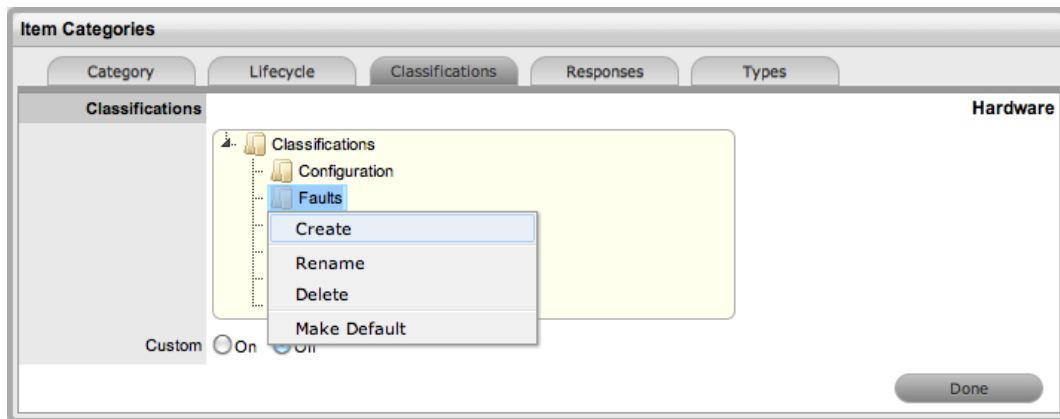 Item Categories
Category Lifecycle Classifications Responses Types
Classifications Hardware
Classifications
Configuration
Faults
Create
Rename
Delete
Make Default
Custom On Off
Done